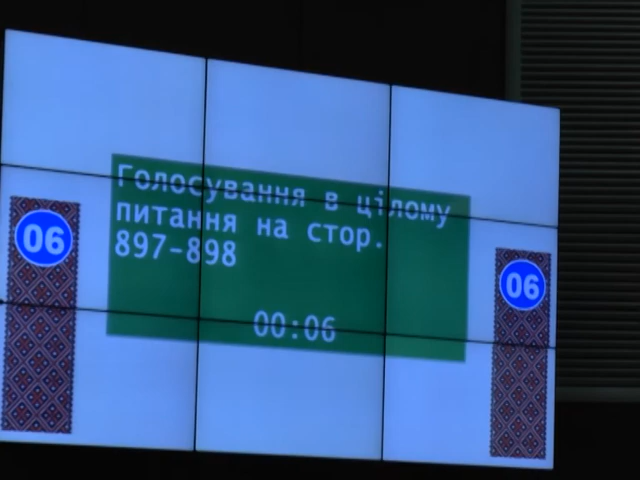 Голосування в цілому
питання на стор.
897-898
00:06
06
06